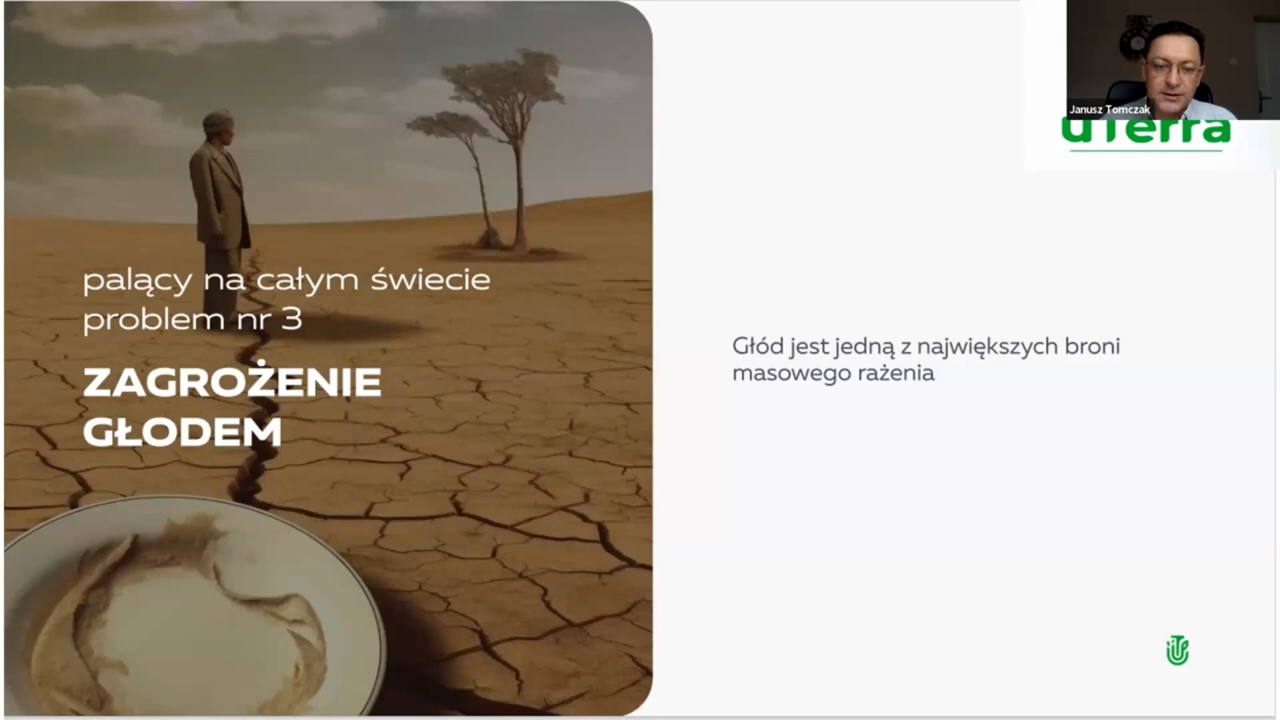 palący na całym świecie
problem nr 3
ZAGROŻENIE
GŁODEM
Głód jest jedną z największych broni
masowego rażenia
Janusz Tomczak
uTerra